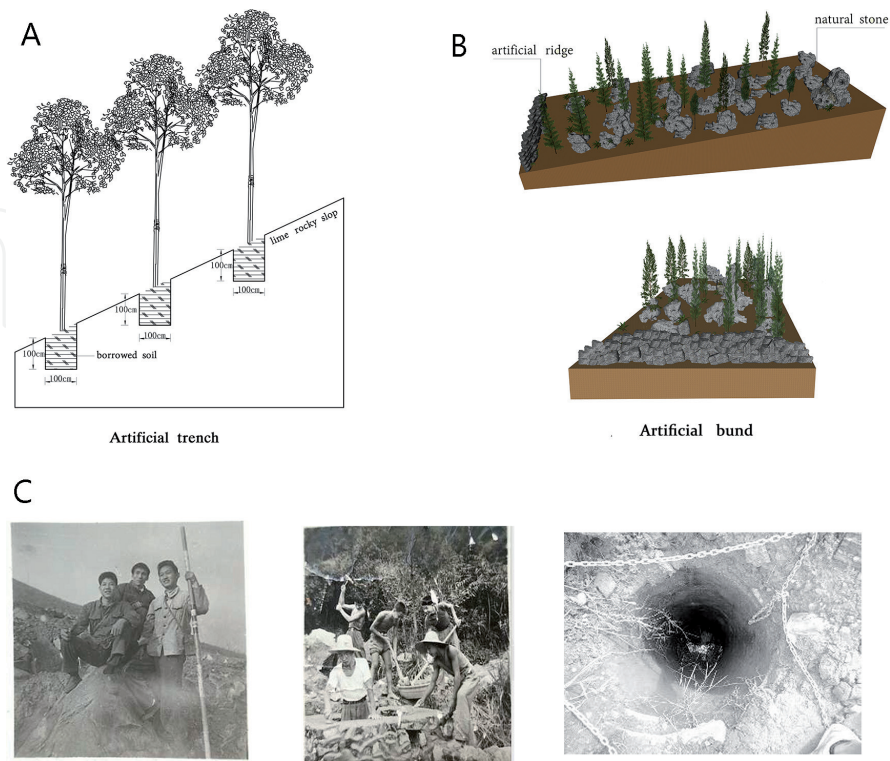 A
lime rocky slop
100cm
100cm
100cm
100cm
100cm
borrowed soil
100cm
Artificial trench
B
natural stone
artificial ridge
Artificial bund
C